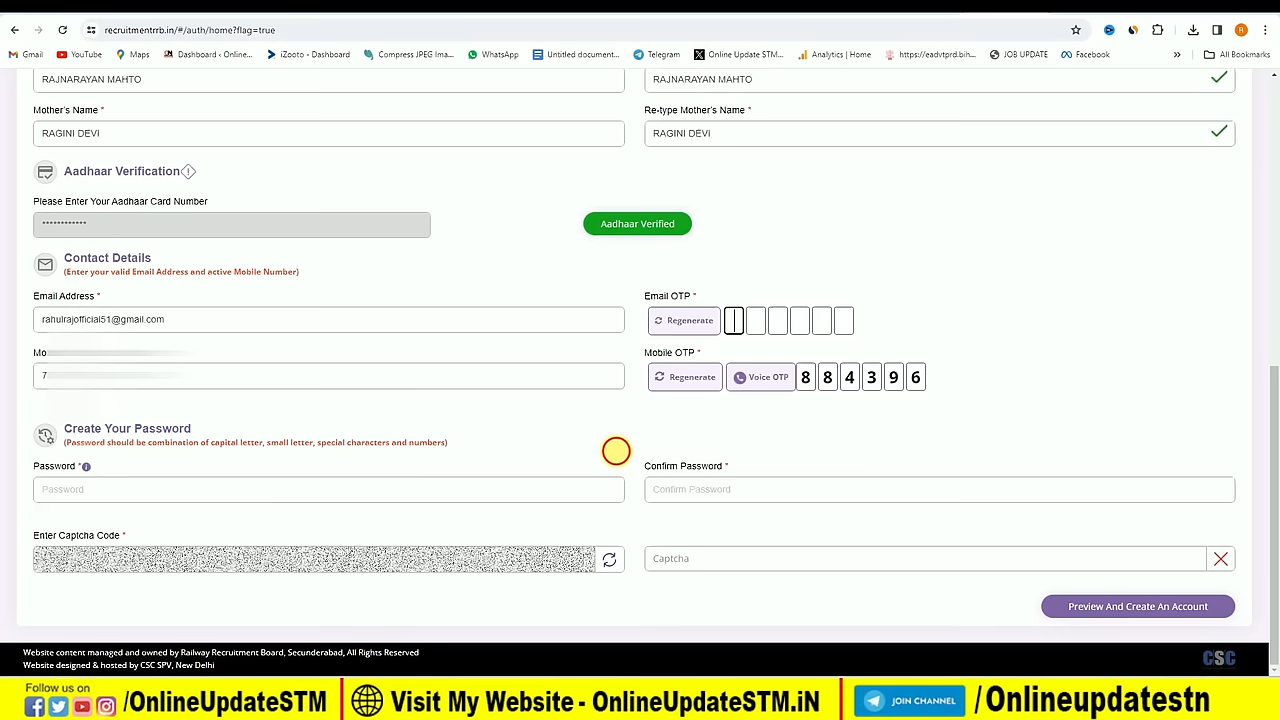 recruitmentrrb.in/#/auth/home?flag=true
R
Gmail YouTube Maps Dashboard ‹ Online... iZooto - Dashboard Compress JPEG Ima... WhatsApp Untitled document... Telegram Online Update STM... Analytics | Home https://eadvtprd.bih... JOB UPDATE Facebook » All Bookmarks
RAJNARAYAN MAHTO RAJNARAYAN MAHTO
Mother's Name * Re-type Mother's Name *
RAGINI DEVI RAGINI DEVI
Aadhaar Verification
Please Enter Your Aadhaar Card Number
************ Aadhaar Verified
Contact Details
(Enter your valid Email Address and active Mobile Number)
Email Address * Email OTP *
rahulrajofficial51@gmail.com Regenerate
Mo Mobile OTP *
7 Regenerate Voice OTP 8 8 4 3 9 6
Create Your Password
(Password should be combination of capital letter, small letter, special characters and numbers)
Password * Confirm Password *
Password Confirm Password
Enter Captcha Code *
Captcha
Preview And Create An Account
Website content managed and owned by Railway Recruitment Board, Secunderabad, All Rights Reserved
Website designed & hosted by CSC SPV, New Delhi
CSC
Follow us on
/OnlineUpdateSTM Visit My Website - OnlineUpdateSTM.iN JOIN CHANNEL /Onlineupdatestn